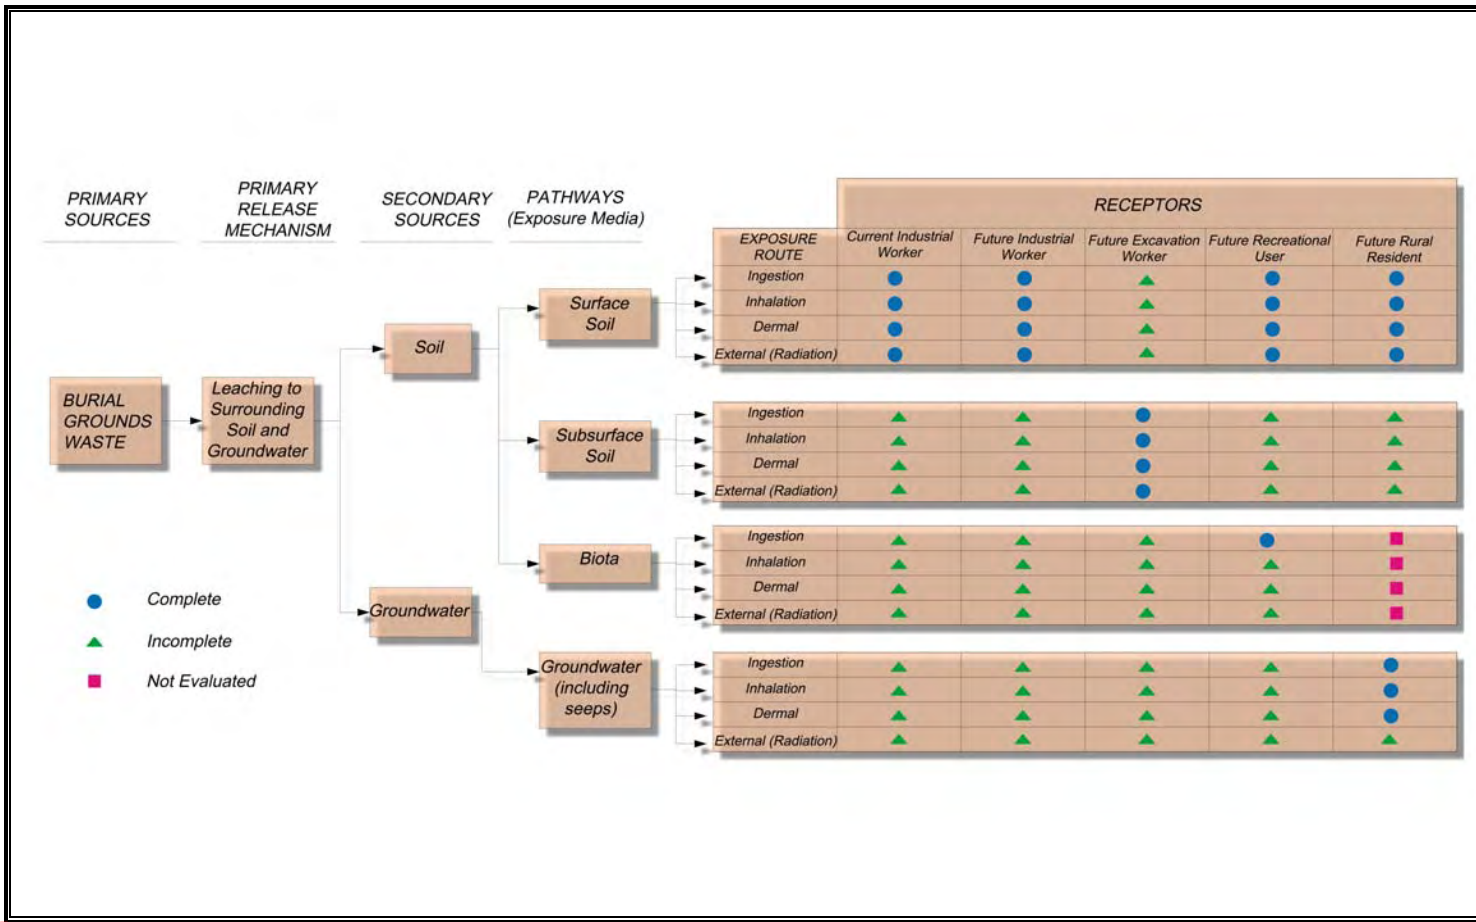 PRIMARY
SOURCES
PRIMARY
RELEASE
MECHANISM
SECONDARY
SOURCES
PATHWAYS
(Exposure Media)
RECEPTORS
EXPOSURE
ROUTE
Current Industrial
Worker
Future Industrial
Worker
Future Excavation
Worker
Future Recreational
User
Future Rural
Resident
BURIAL
GROUNDS
WASTE
Leaching to
Surrounding
Soil and
Groundwater
Soil
Groundwater
Surface
Soil
Ingestion
Inhalation
Dermal
External (Radiation)
Subsurface
Soil
Ingestion
Inhalation
Dermal
External (Radiation)
Biota
Ingestion
Inhalation
Dermal
External (Radiation)
Groundwater
(including
seeps)
Ingestion
Inhalation
Dermal
External (Radiation)
Complete
Incomplete
Not Evaluated